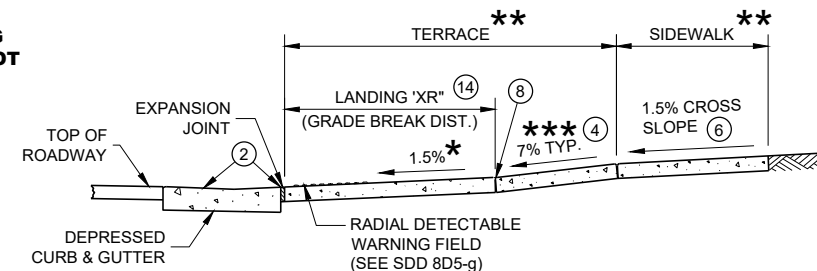 G
OT
TERRACE **
SIDEWALK **
LANDING 'XR" 14
(GRADE BREAK DIST.)
8
EXPANSION
JOINT
TOP OF
ROADWAY
2
1.5%*
*** 4
7% TYP.
1.5% CROSS
SLOPE 6
DEPRESSED
CURB & GUTTER
RADIAL DETECTABLE
WARNING FIELD
(SEE SDD 8D5-g)